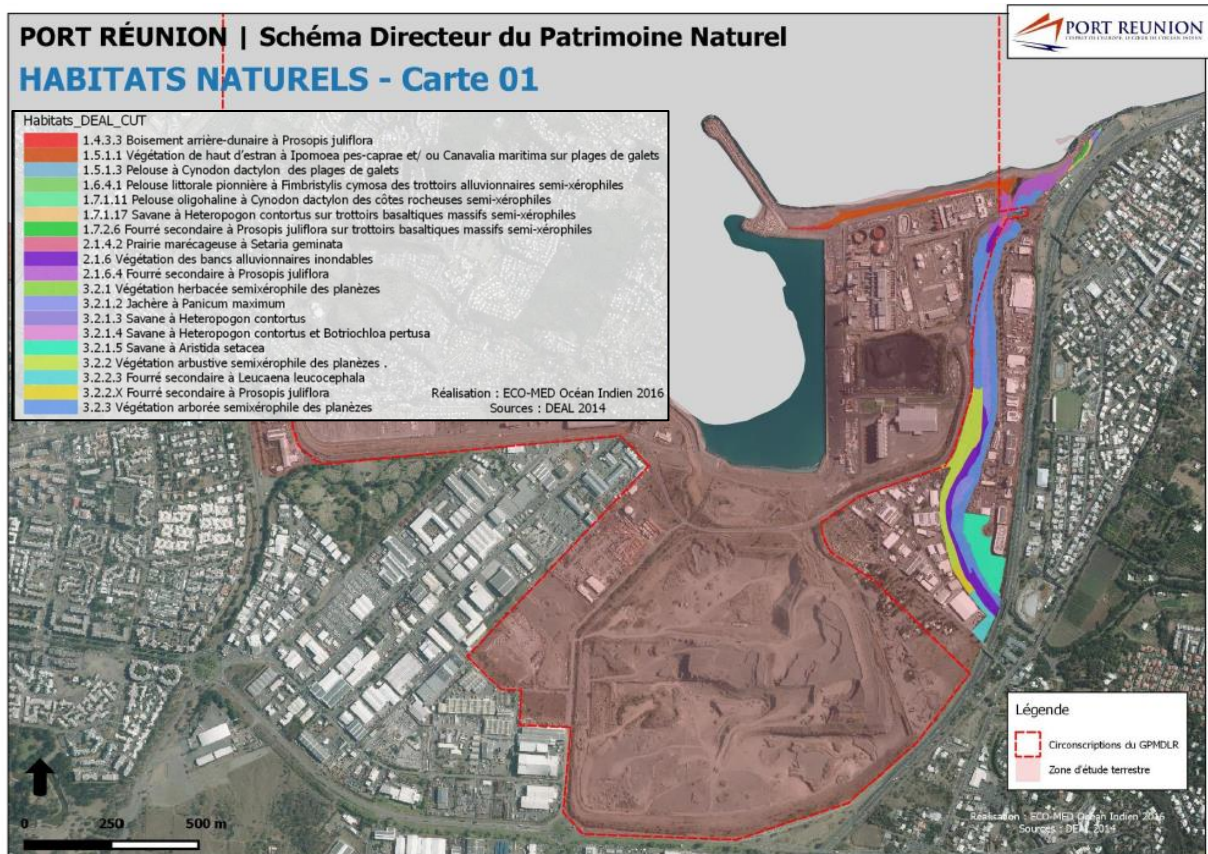 PORT RÉUNION | Schéma Directeur du Patrimoine Naturel
PORT REUNION
HABITATS NATURELS - Carte 01
Habitats_DEAL_CUT
1.4.3.3 Boisement arrière-dunaire à Prosopis juliflora
1.5.1.1 Végétation de haut d'estran à Ipomoea pes-caprae et/ ou Canavalia maritima sur plages de galets
1.5.1.3 Pelouse à Cynodon dactylon des plages de galets
1.6.4.1 Pelouse littorale pionnière à Fimbristylis cymosa des trottoirs alluvionnaires semi-xérophiles
1.7.1.11 Pelouse oligohaline à Cynodon dactylon des côtes rocheuses semi-xérophiles
1.7.1.17 Savane à Heteropogon contortus sur trottoirs basaltiques massifs semi-xérophiles
1.7.2.6 Fourré secondaire à Prosopis juliflora sur trottoirs basaltiques massifs semi-xérophiles
2.1.4.2 Prairie marécageuse à Setaria geminata
2.1.6 Végétation des bancs alluvionnaires inondables
2.1.6.4 Fourré secondaire à Prosopis juliflora
3.2.1 Végétation herbacée semixérophile des planèzes
3.2.1.2 Jachère à Panicum maximum
3.2.1.3 Savane à Heteropogon contortus
3.2.1.4 Savane à Heteropogon contortus et Botriochloa pertusa
3.2.1.5 Savane à Aristida setacea
3.2.2 Végétation arbustive semixérophile des planèzes .
3.2.2.3 Fourré secondaire à Leucaena leucocephala
3.2.2.X Fourré secondaire à Prosopis juliflora
3.2.3 Végétation arborée semixérophile des planèzes
Réalisation : ECO-MED Océan Indien 2016
Sources : DEAL 2014
Légende
Circonscriptions du GPMDLR
Zone d'étude terrestre
Réalisation : ECO-MED Océan Indien 2016
Sources : DEAL 2014
0 250 500 m